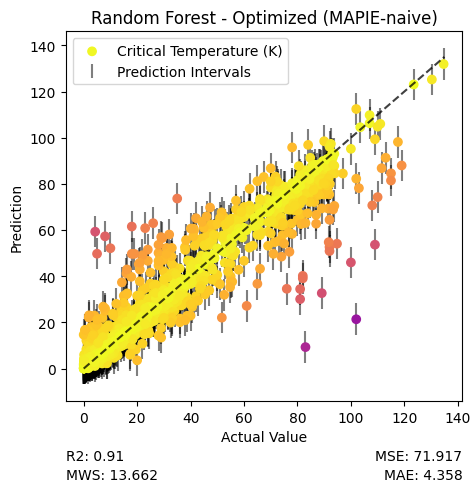 Random Forest - Optimized (MAPIE-naive)
Critical Temperature (K)
Prediction Intervals
140
120
100
80
60
40
20
0
Prediction
0 20 40 60 80 100 120 140
Actual Value
R2: 0.91 MSE: 71.917
MWS: 13.662 MAE: 4.358